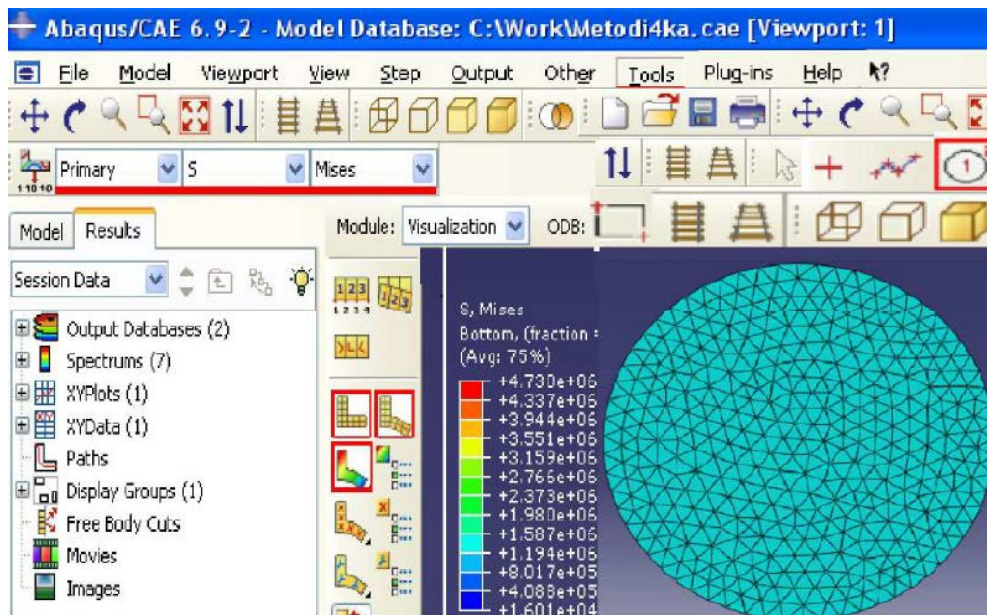 Abaqus/CAE 6.9-2 - Model Database: C:\Work\Metodi4ka.cae [Viewport: 1]
File Model Viewport View Step Output Other Tools Plug-ins Help
Primary S Mises
1
Model Results
Module: Visualization ODB:
Session Data
Output Databases (2)
Spectrums (7)
XYPlots (1)
XYData (1)
Paths
Display Groups (1)
Free Body Cuts
Movies
Images
S, Mises
Bottom, (fraction =
(Avg: 75%)
+4.730e+06
+4.337e+06
+3.944e+06
+3.551e+06
+3.159e+06
+2.766e+06
+2.373e+06
+1.980e+06
+1.587e+06
+1.194e+06
+8.017e+05
+4.088e+05
+1.601e+04